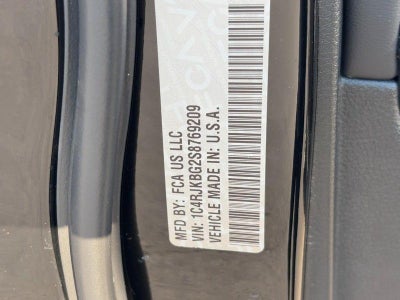 MFD BY: FCA US LLC
VIN: 1C4RJKBG2S8769209
VEHICLE MADE IN: U.S.A.